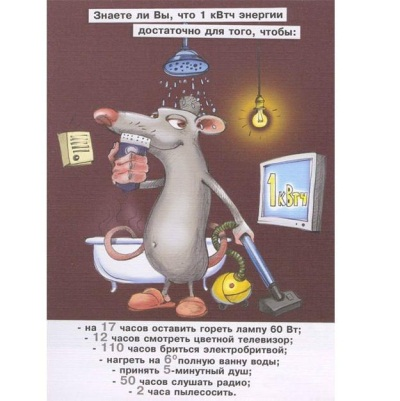 Знаете ли Вы, что 1 кВтч энергии
достаточно для того, чтобы:
1 кВтч
- на 17 часов оставить гореть лампу 60 Вт;
- 12 часов смотреть цветной телевизор;
- 110 часов бриться электробритвой;
- нагреть на 6° полную ванну воды;
- принять 5-минутный душ;
- 50 часов слушать радио;
- 2 часа пылесосить.